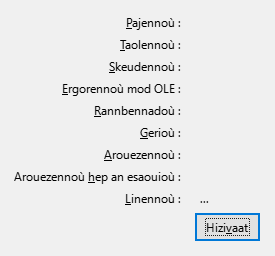 Pajennoù :
Taolennoù :
Skeudennoù :
Ergorennoù mod OLE :
Rannbennadoù :
Gerioù :
Arouezennoù :
Arouezennoù hep an esaouioù :
Linennoù : ...
Hizivaat